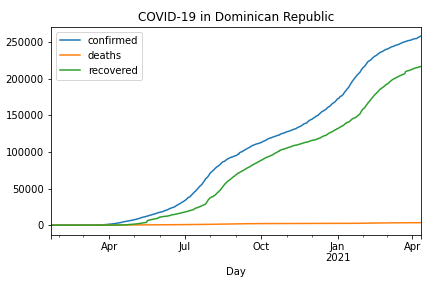 COVID-19 in Dominican Republic
confirmed
deaths
recovered
250000
200000
150000
100000
50000
0
Apr Jul Oct Jan Apr
2021
Day